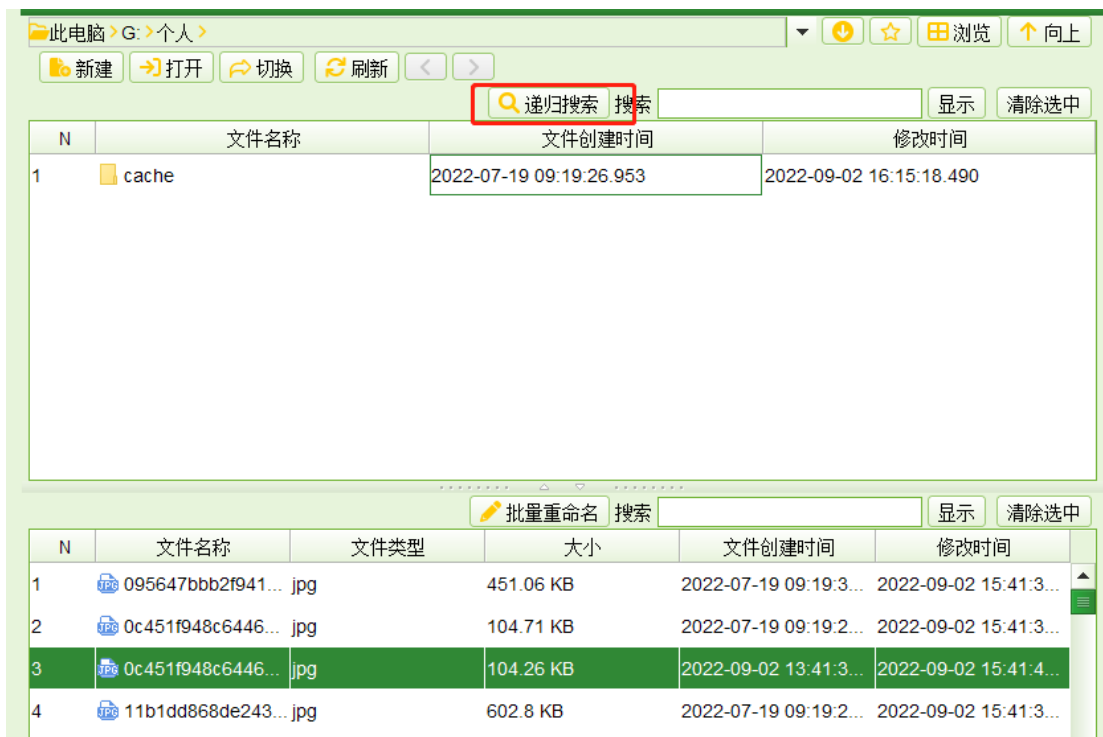 此电脑 > G: > 个人 > 浏览 向上
新建 打开 切换 刷新 < >
递归搜索 搜索 显示 清除选中
N 文件名称 文件创建时间 修改时间
1 cache 2022-07-19 09:19:26.953 2022-09-02 16:15:18.490
批量重命名 搜索 显示 清除选中
N 文件名称 文件类型 大小 文件创建时间 修改时间
1 JPG 095647bbb2f941... jpg 451.06 KB 2022-07-19 09:19:3... 2022-09-02 15:41:3...
2 JPG 0c451f948c6446... jpg 104.71 KB 2022-07-19 09:19:2... 2022-09-02 15:41:3...
3 JPG 0c451f948c6446... jpg 104.26 KB 2022-09-02 13:41:3... 2022-09-02 15:41:4...
4 JPG 11b1dd868de243... jpg 602.8 KB 2022-07-19 09:19:2... 2022-09-02 15:41:3...